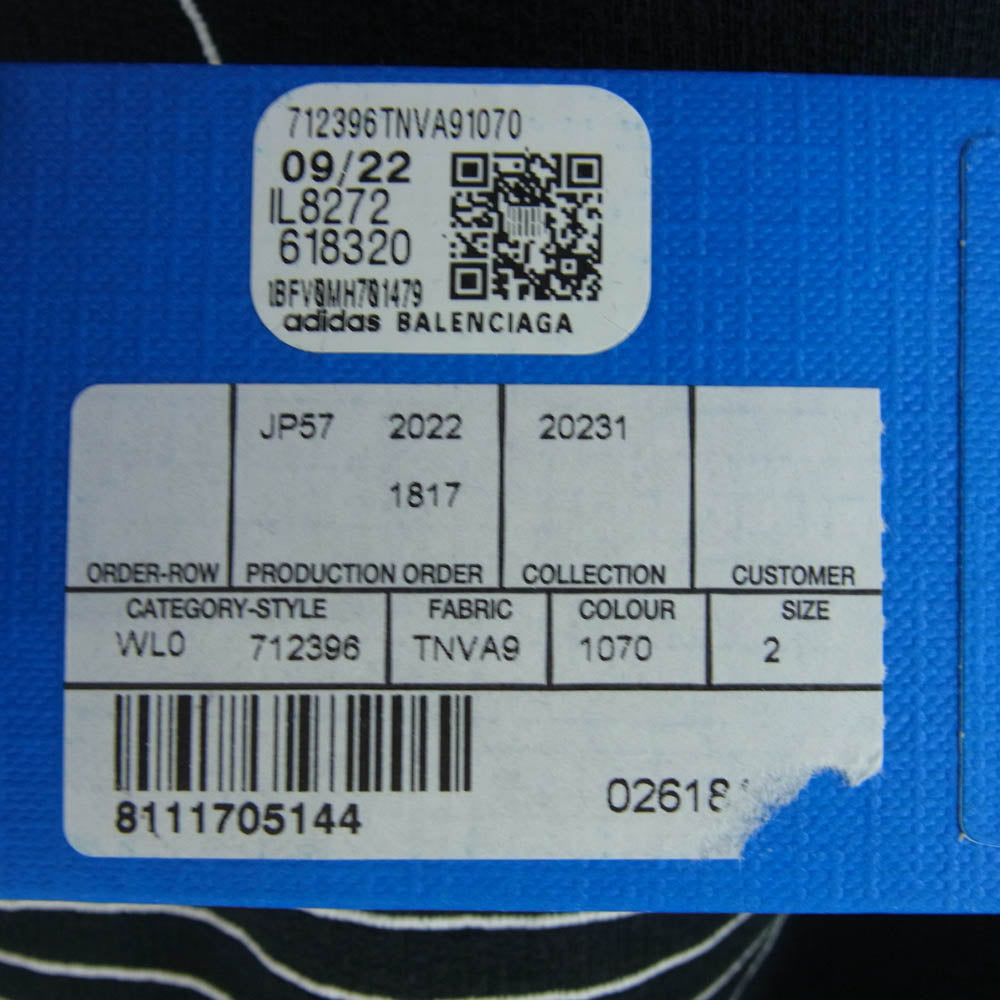 712396TNVA91070
09/22
IL8272
618320
adidas BALENCIAGA
JP57 2022 20231
1817
ORDER-ROW PRODUCTION ORDER COLLECTION CUSTOMER
CATEGORY-STYLE FABRIC COLOUR SIZE
WL0 712396 TNVA9 1070 2
8111705144
02618